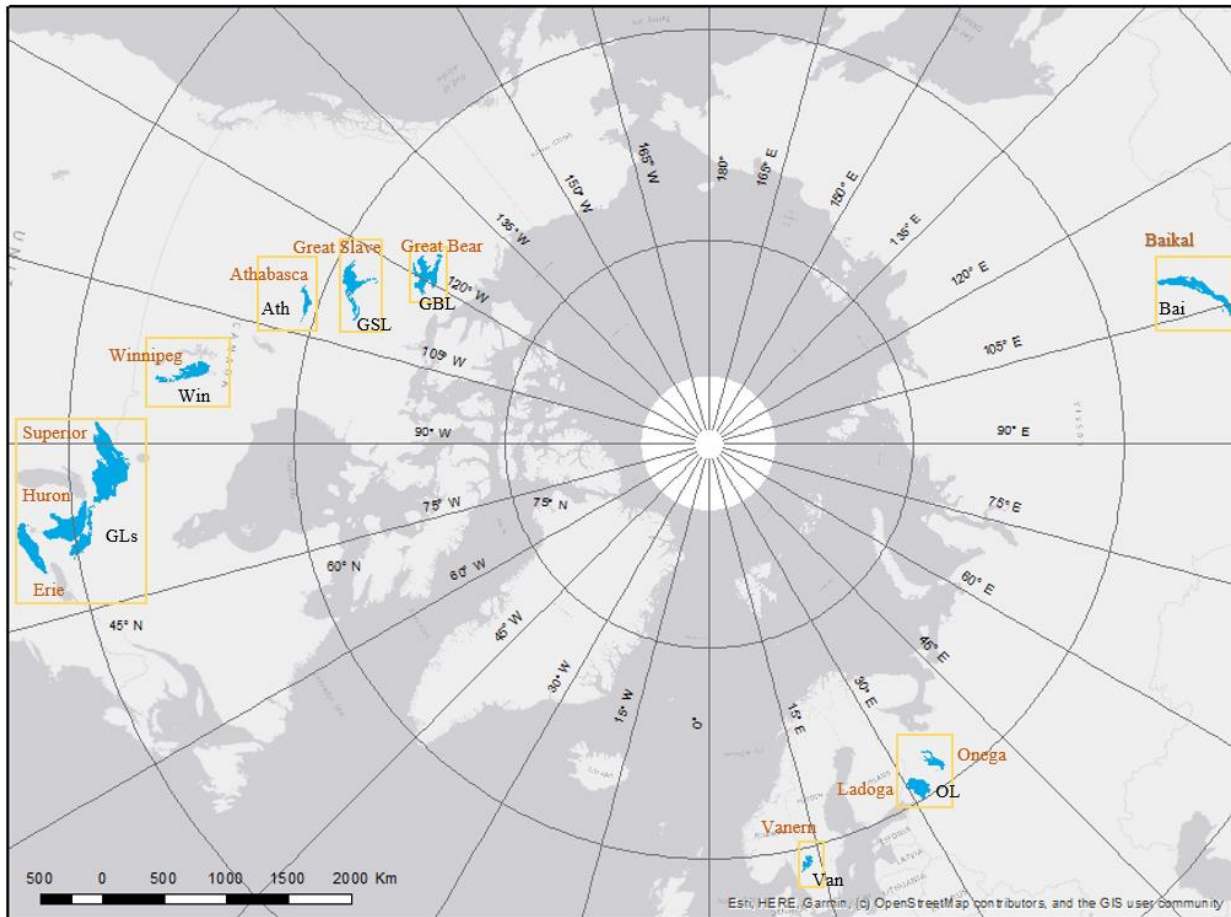 165° W
180°
165° E
150° W
150° E
135° W
135° E
Great Slave
Great Bear
Athabasca
Baikal
120° W
120° E
Ath
GSL
GBL
Bai
105° W
105° E
Winnipeg
CANADA
Win
Superior
90° W
90° E
Huron
75° W
75° N
75° E
GLs
60° N
60° W
60° E
Erie
45° N
45° W
45° E
30° W
30° E
15° W
0°
15° E
Onega
Ladoga
OL
Vanern
LATVIA
Van
500 0 500 1000 1500 2000 Km
Esri, HERE, Garmin, (c) OpenStreetMap contributors, and the GIS user community